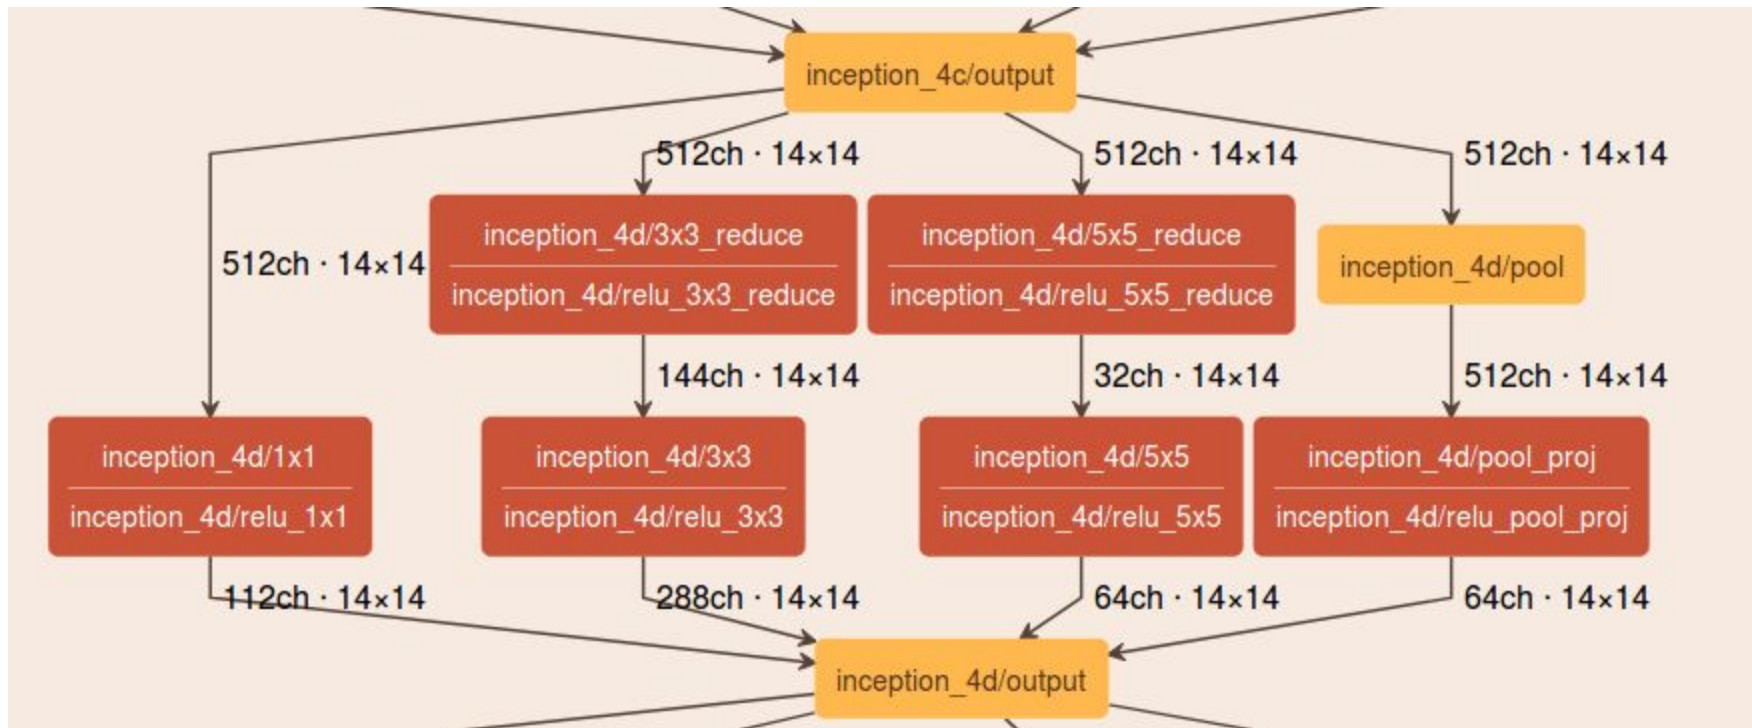 inception_4c/output
512ch · 14×14
512ch · 14×14
512ch · 14×14
512ch · 14×14
inception_4d/3x3_reduce
inception_4d/relu_3x3_reduce
inception_4d/5x5_reduce
inception_4d/relu_5x5_reduce
inception_4d/pool
144ch · 14×14
32ch · 14×14
512ch · 14×14
inception_4d/1x1
inception_4d/relu_1x1
inception_4d/3x3
inception_4d/relu_3x3
inception_4d/5x5
inception_4d/relu_5x5
inception_4d/pool_proj
inception_4d/relu_pool_proj
112ch · 14×14
288ch · 14×14
64ch · 14×14
64ch · 14×14
inception_4d/output